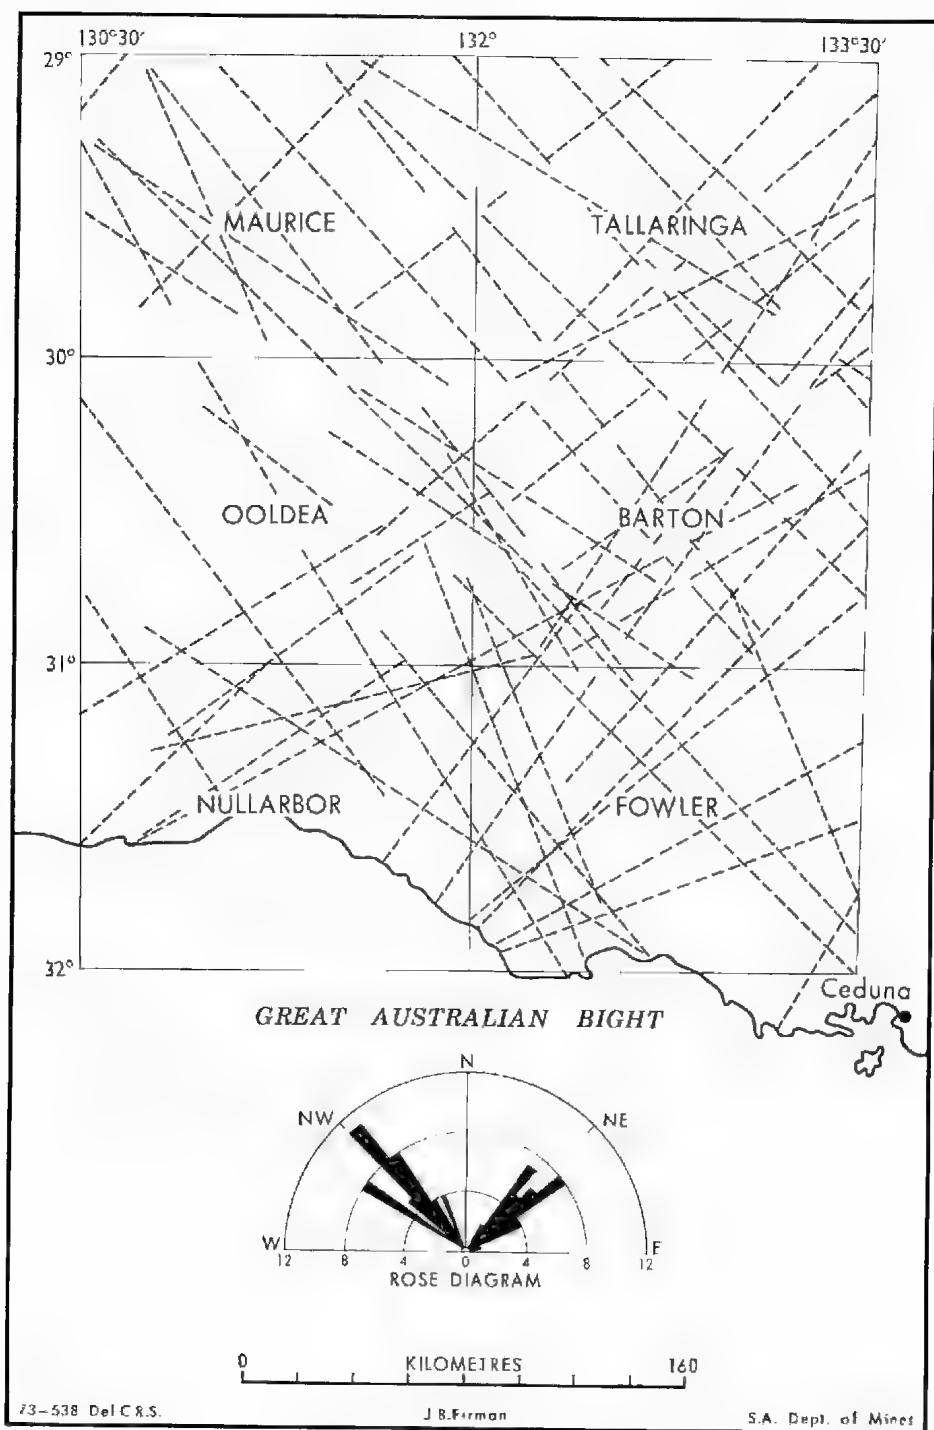 130°30′ 132° 133°30′
29°
MAURICE TALLARINGA
30°
OOLDEA BARTON
31°
NULLARBOR FOWLER
32°
Ceduna
GREAT AUSTRALIAN BIGHT
N
NW NE
W E
12 8 4 0 4 8 12
ROSE DIAGRAM
0 KILOMETRES 160
73-538 Del C.R.S. J.B.Firman S.A. Dept. of Mines